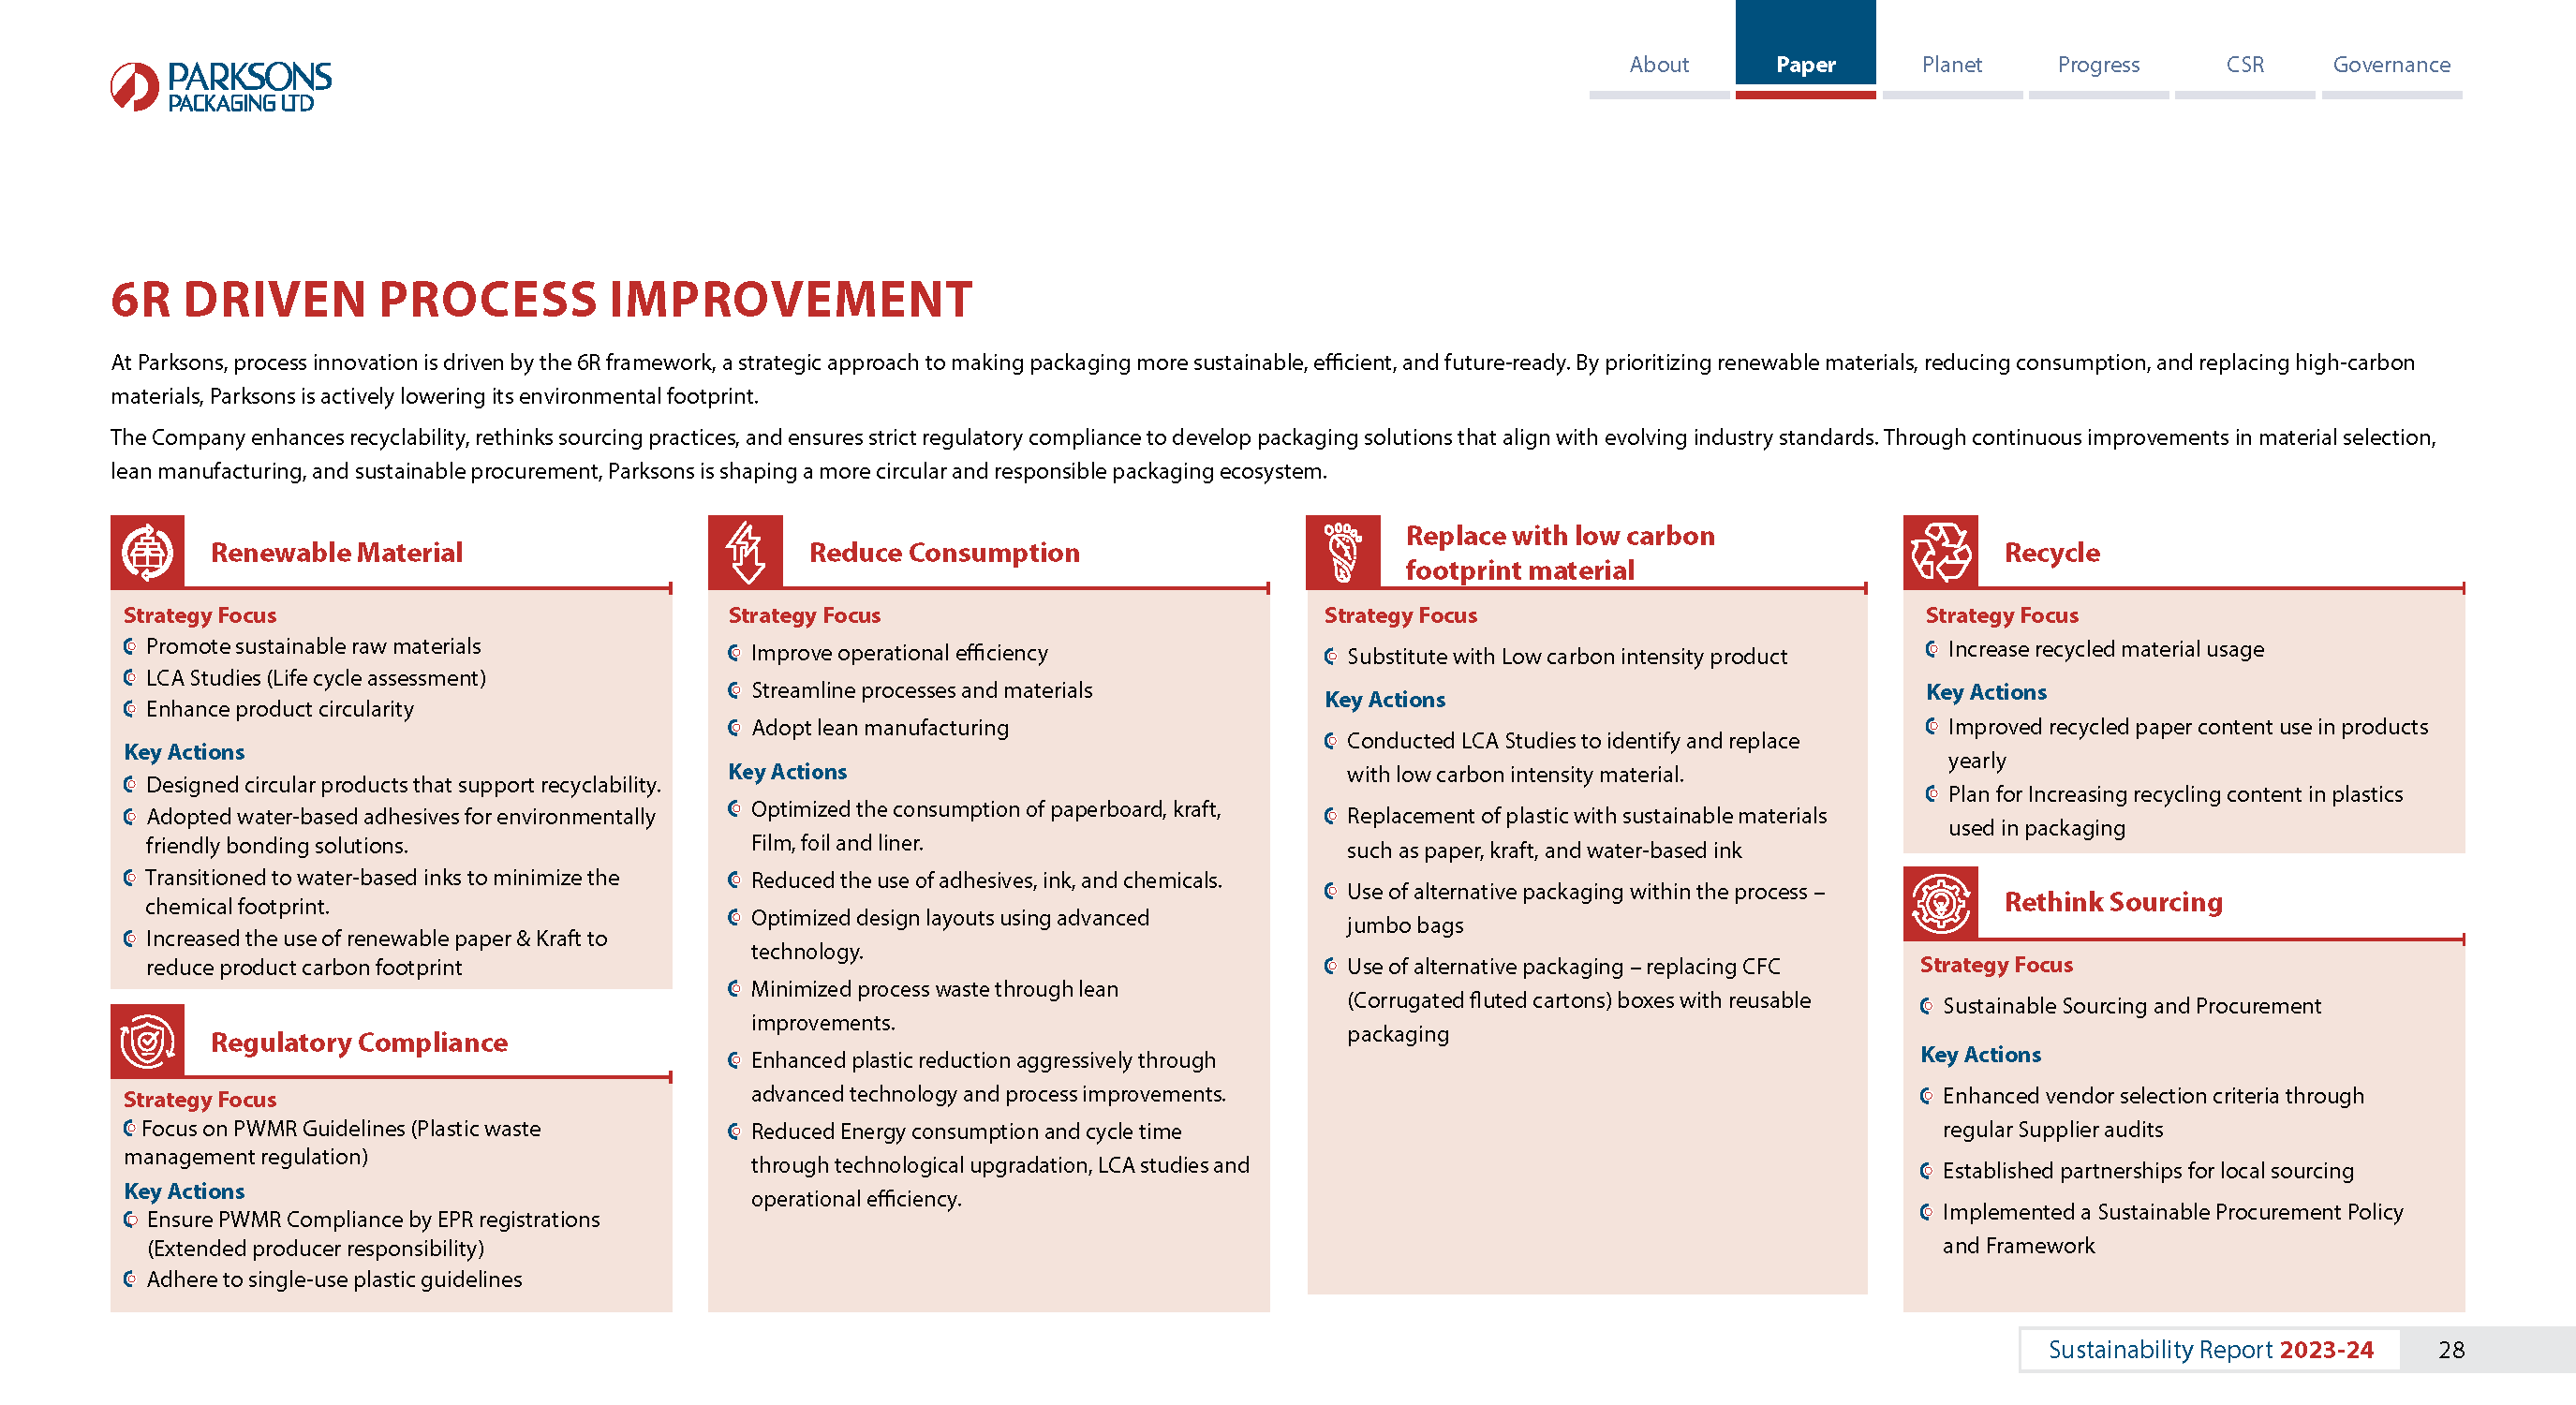 PARKSONS
PACKAGING LTD
About
Paper
Planet
Progress
CSR
Governance
6R DRIVEN PROCESS IMPROVEMENT
At Parksons, process innovation is driven by the 6R framework, a strategic approach to making packaging more sustainable, efficient, and future-ready. By prioritizing renewable materials, reducing consumption, and replacing high-carbon
materials, Parksons is actively lowering its environmental footprint.
The Company enhances recyclability, rethinks sourcing practices, and ensures strict regulatory compliance to develop packaging solutions that align with evolving industry standards. Through continuous improvements in material selection,
lean manufacturing, and sustainable procurement, Parksons is shaping a more circular and responsible packaging ecosystem.
Renewable Material
Strategy Focus
Promote sustainable raw materials
LCA Studies (Life cycle assessment)
Enhance product circularity
Key Actions
Designed circular products that support recyclability.
Adopted water-based adhesives for environmentally
friendly bonding solutions.
Transitioned to water-based inks to minimize the
chemical footprint.
Increased the use of renewable paper & Kraft to
reduce product carbon footprint
Regulatory Compliance
Strategy Focus
Focus on PWMR Guidelines (Plastic waste
management regulation)
Key Actions
Ensure PWMR Compliance by EPR registrations
(Extended producer responsibility)
Adhere to single-use plastic guidelines
Reduce Consumption
Strategy Focus
Improve operational efficiency
Streamline processes and materials
Adopt lean manufacturing
Key Actions
Optimized the consumption of paperboard, kraft,
Film, foil and liner.
Reduced the use of adhesives, ink, and chemicals.
Optimized design layouts using advanced
technology.
Minimized process waste through lean
improvements.
Enhanced plastic reduction aggressively through
advanced technology and process improvements.
Reduced Energy consumption and cycle time
through technological upgradation, LCA studies and
operational efficiency.
Replace with low carbon
footprint material
Strategy Focus
Substitute with Low carbon intensity product
Key Actions
Conducted LCA Studies to identify and replace
with low carbon intensity material.
Replacement of plastic with sustainable materials
such as paper, kraft, and water-based ink
Use of alternative packaging within the process –
jumbo bags
Use of alternative packaging – replacing CFC
(Corrugated fluted cartons) boxes with reusable
packaging
Recycle
Strategy Focus
Increase recycled material usage
Key Actions
Improved recycled paper content use in products
yearly
Plan for Increasing recycling content in plastics
used in packaging
Rethink Sourcing
Strategy Focus
Sustainable Sourcing and Procurement
Key Actions
Enhanced vendor selection criteria through
regular Supplier audits
Established partnerships for local sourcing
Implemented a Sustainable Procurement Policy
and Framework
Sustainability Report 2023-24
28